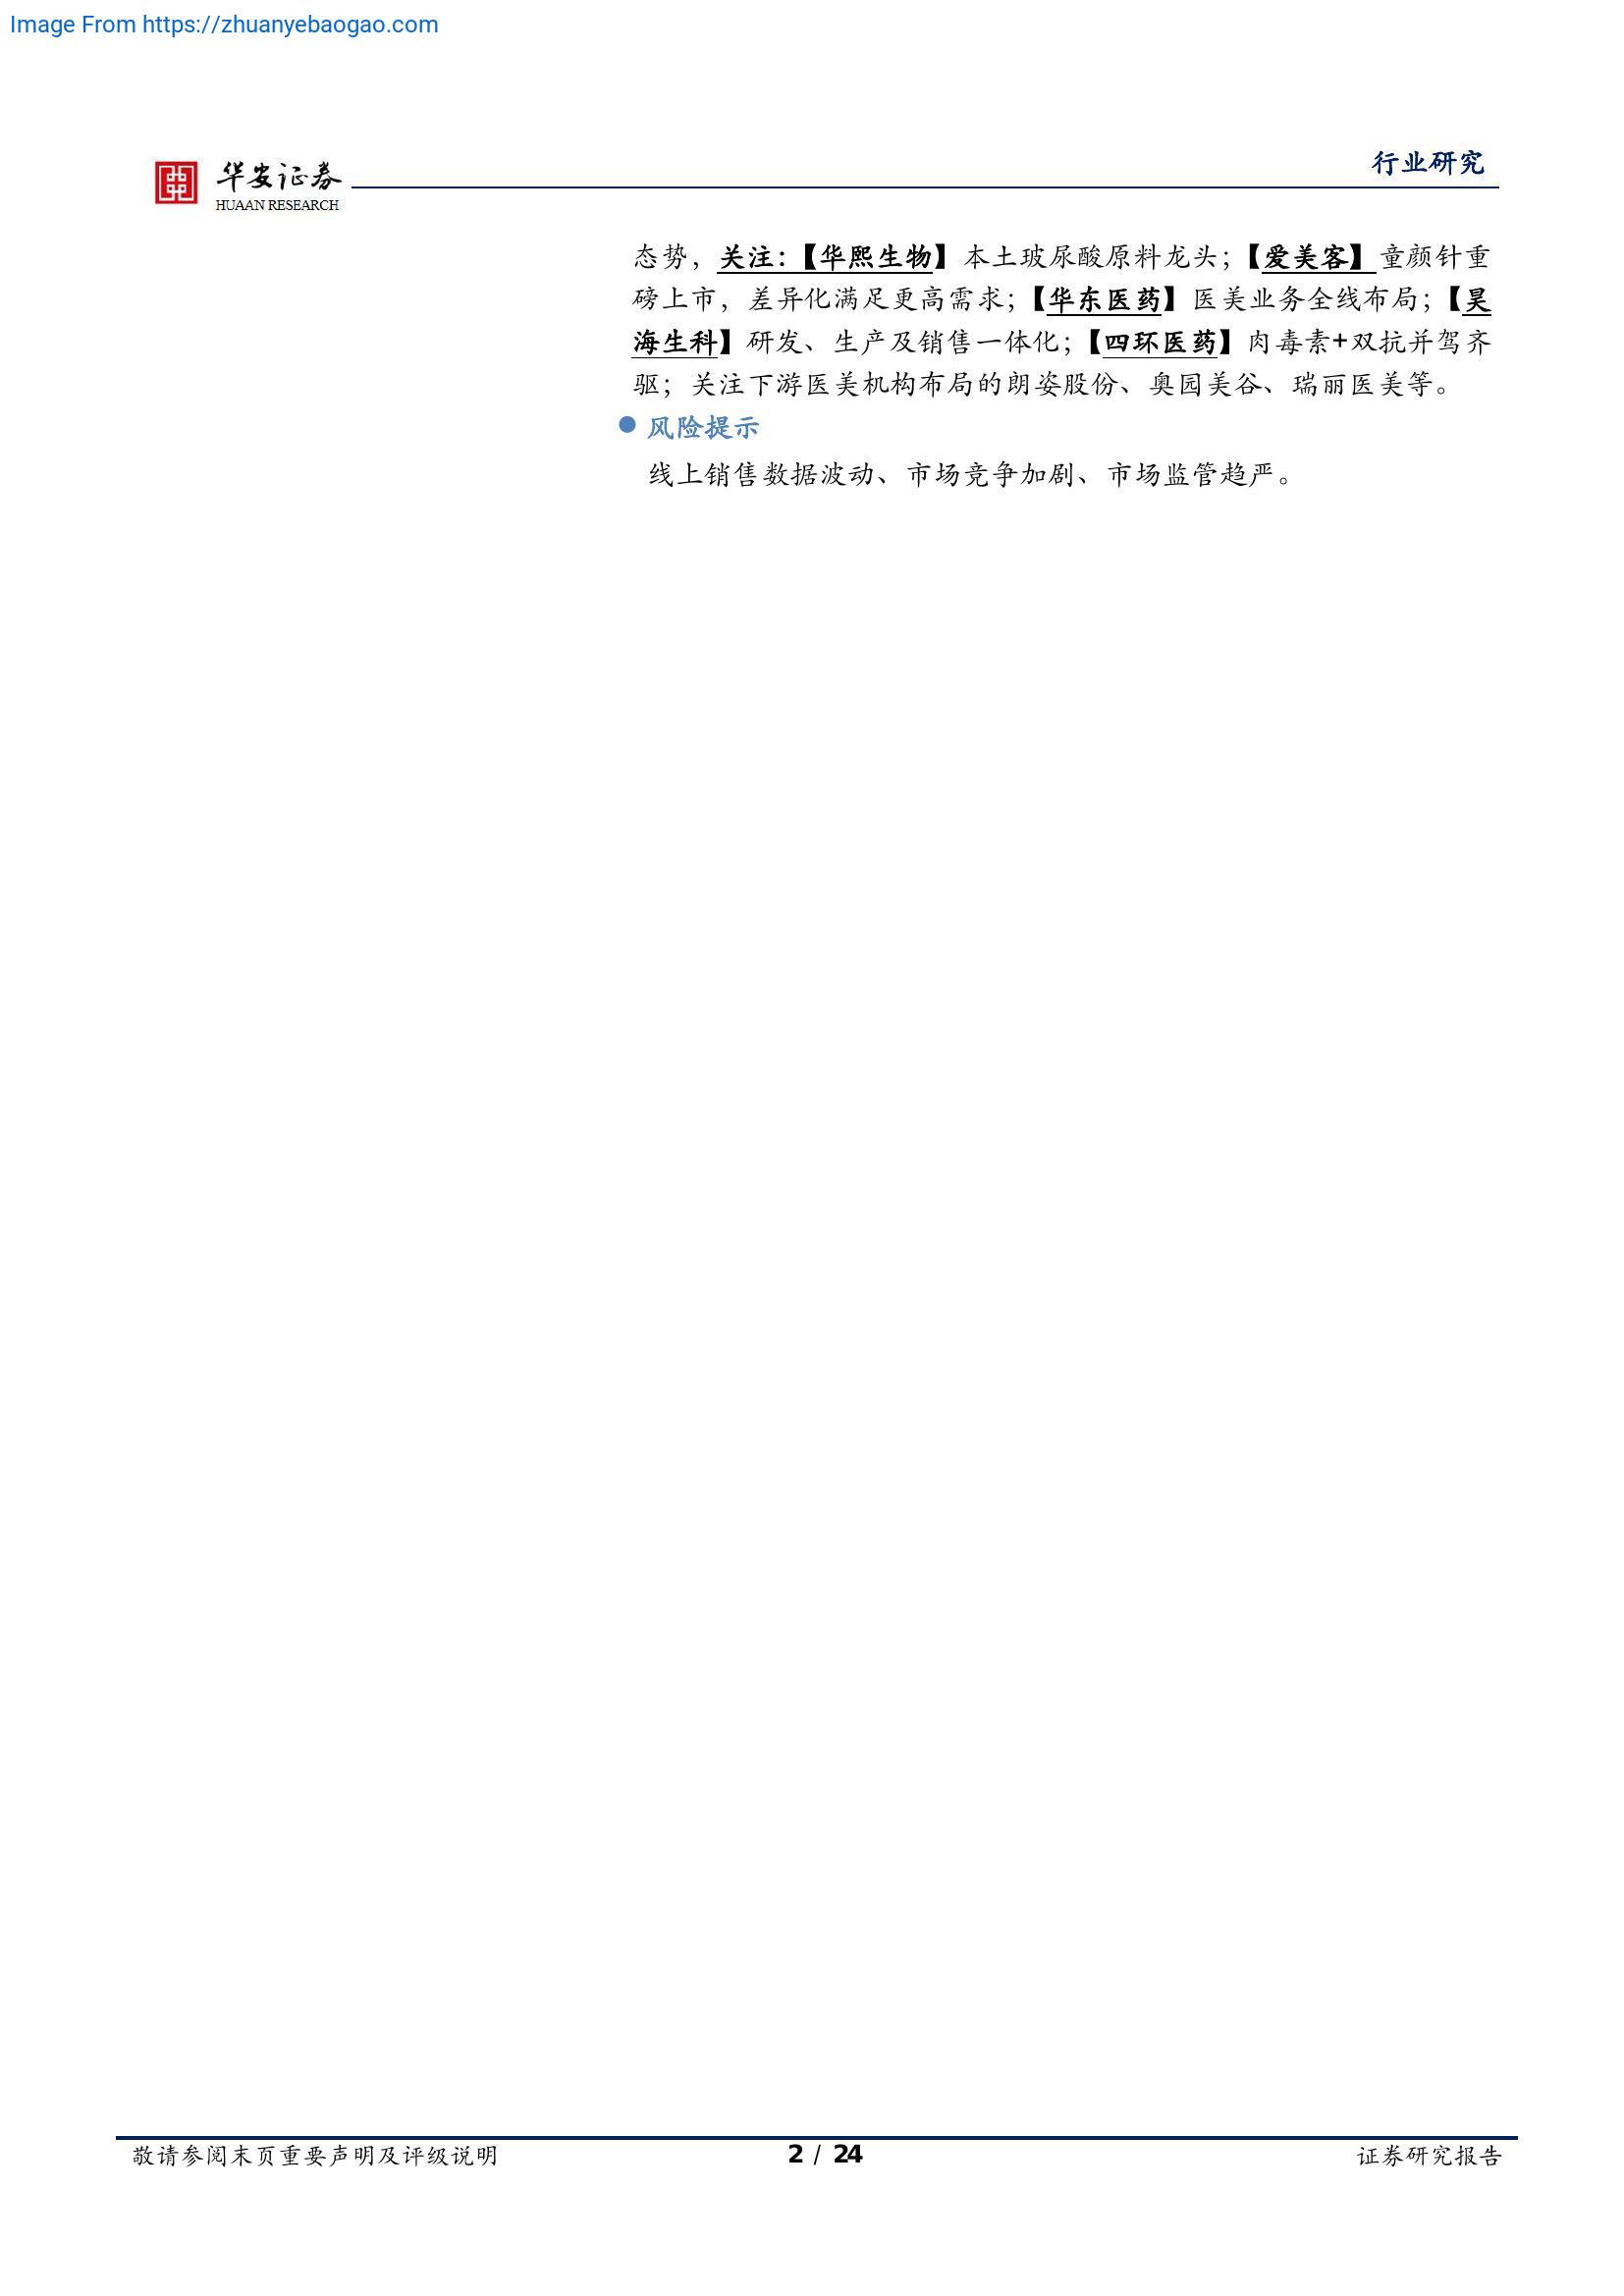 Image From https://zhuanyebaogao.com
华安证券
HUAAN RESEARCH
行业研究
态势，关注：【华熙生物】本土玻尿酸原料龙头；【爱美客】童颜针重
磅上市，差异化满足更高需求；【华东医药】医美业务全线布局；【昊
海生科】研发、生产及销售一体化；【四环医药】肉毒素+双抗并驾齐
驱；关注下游医美机构布局的朗姿股份、奥园美谷、瑞丽医美等。
风险提示
线上销售数据波动、市场竞争加剧、市场监管趋严。
敬请参阅末页重要声明及评级说明
2 / 24
证券研究报告